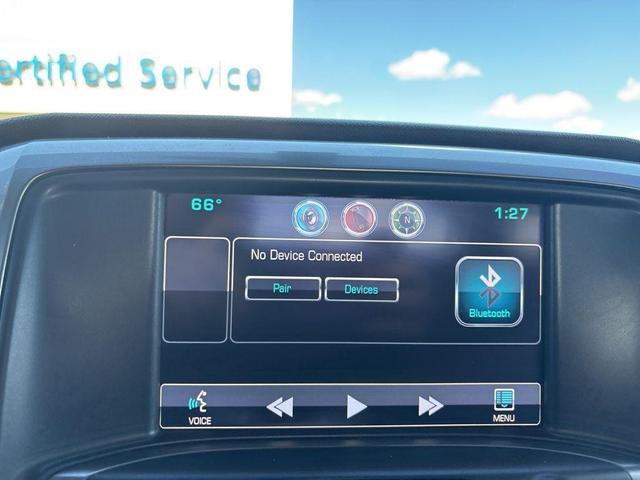 ertified Service
66° N 1:27
No Device Connected
Pair Devices
Bluetooth
VOICE MENU